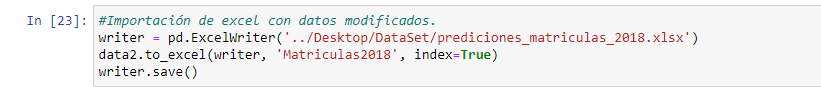 In [23]: #Importación de excel con datos modificados.
writer = pd.ExcelWriter('../Desktop/DataSet/prediciones_matriculas_2018.xlsx')
data2.to_excel(writer, 'Matriculas2018', index=True)
writer.save()